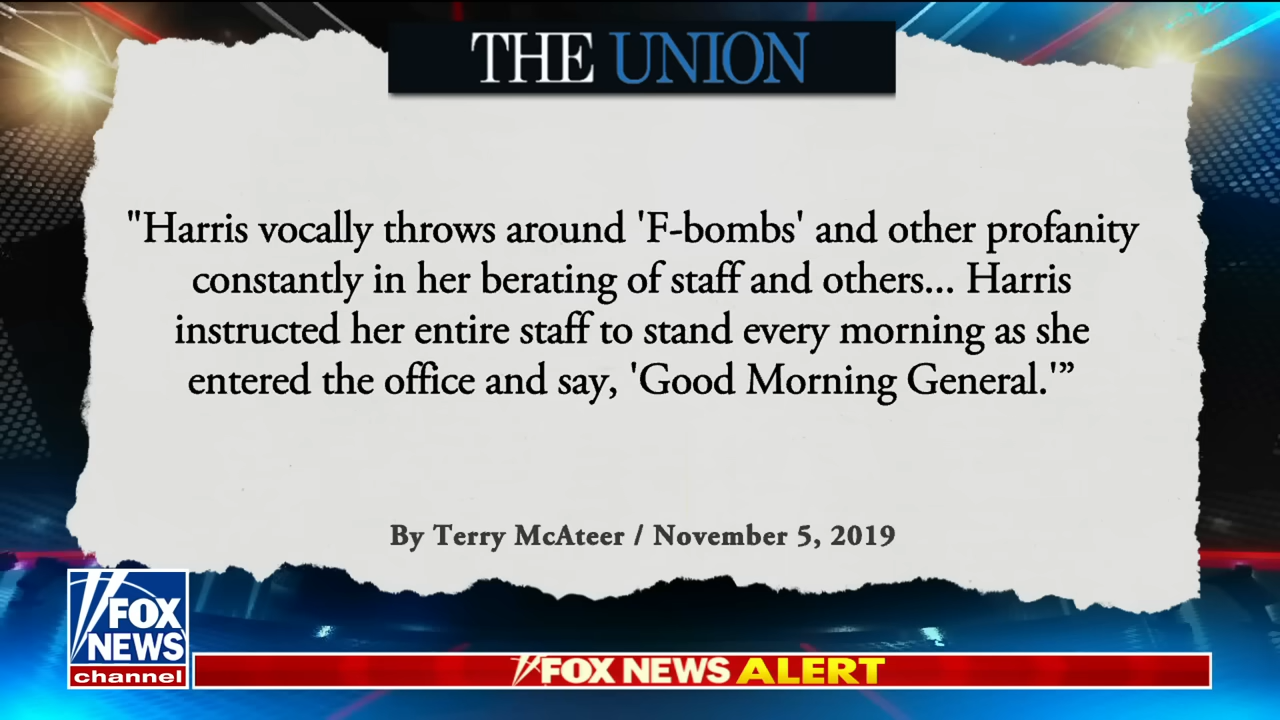 THE UNION
"Harris vocally throws around 'F-bombs' and other profanity
constantly in her berating of staff and others... Harris
instructed her entire staff to stand every morning as she
entered the office and say, 'Good Morning General.'”
By Terry McAteer / November 5, 2019
FOX
NEWS
channel
FOX NEWS ALERT